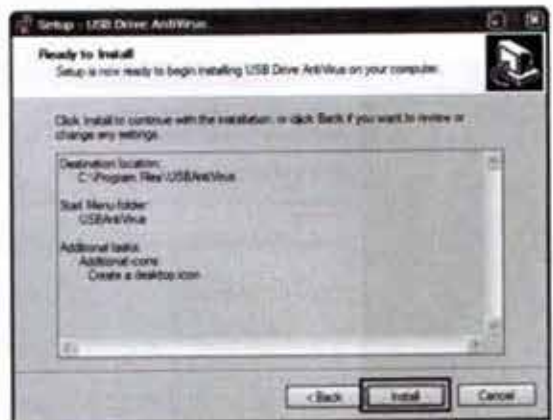 Setup - USB Drive AntiVirus
Ready to Install
Setup is now ready to begin installing USB Drive AntiVirus on your computer.
Click Install to continue with the installation, or click Back if you want to review or
change any settings.
Destination location:
C:\Program Files\USBAntiVirus
Start Menu folder:
USBAntiVirus
Additional tasks:
Additional icons:
Create a desktop icon
< Back
Install
Cancel